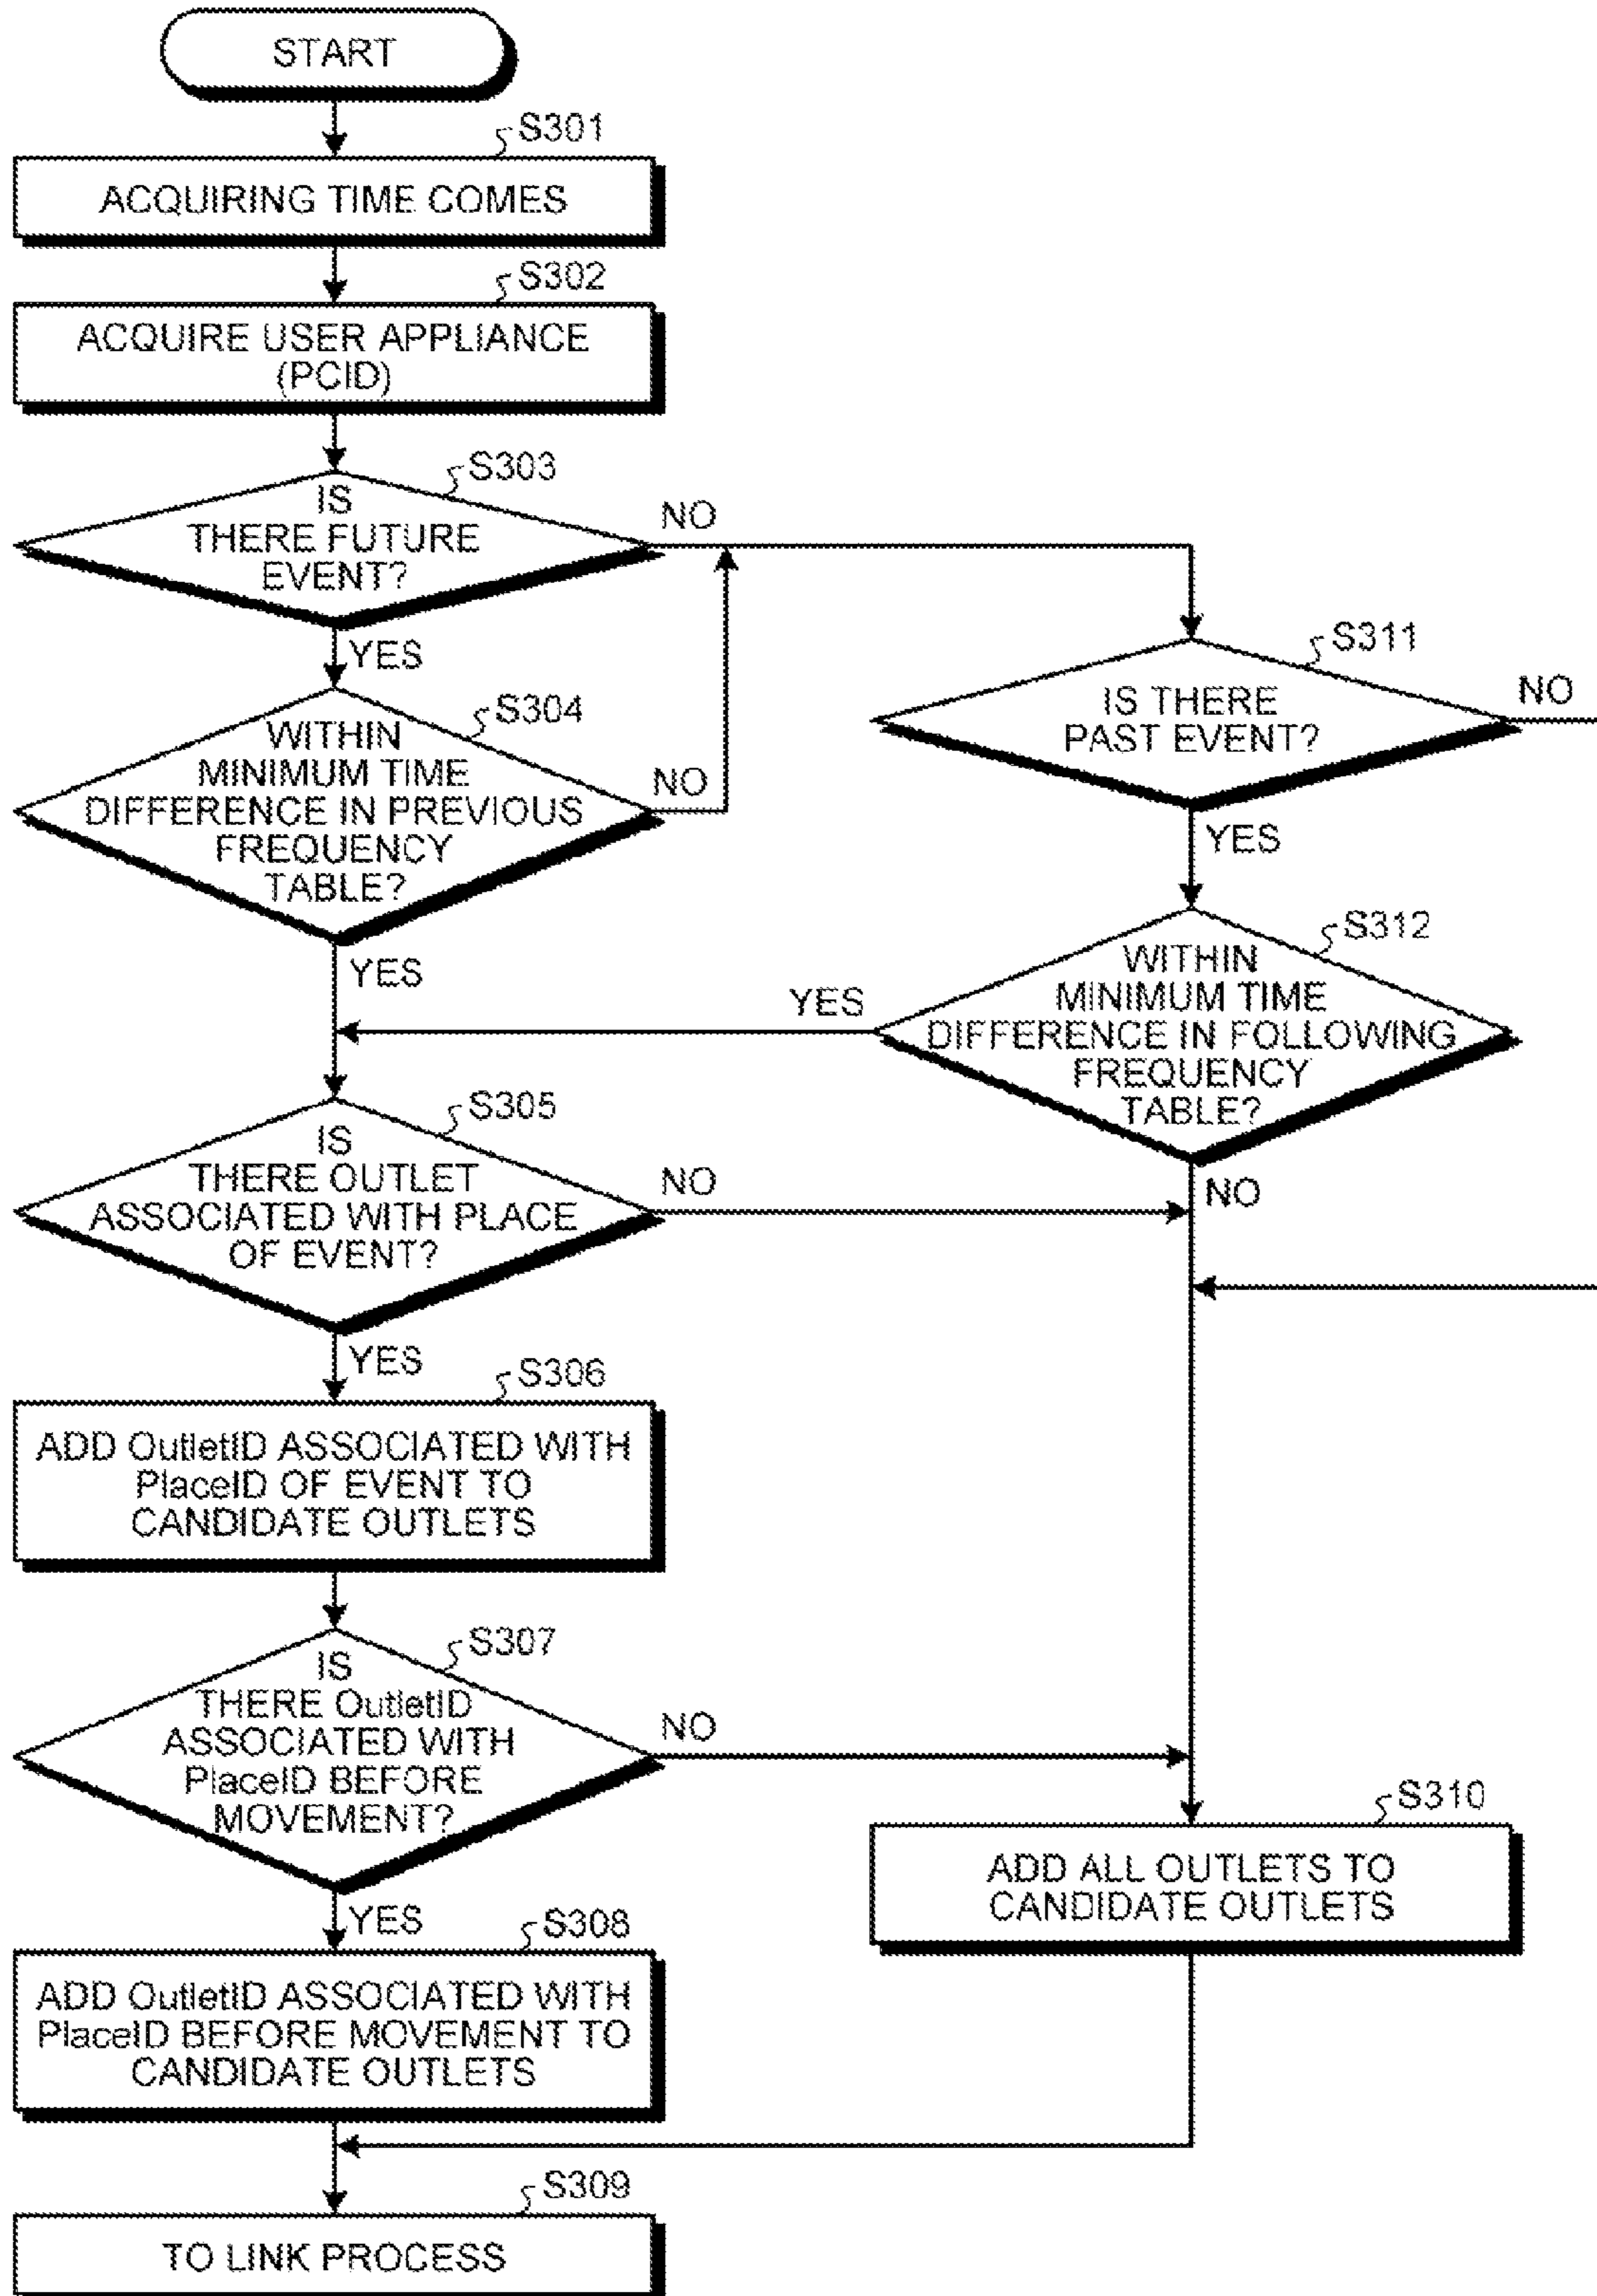 START
S301
ACQUIRING TIME COMES
S302
ACQUIRE USER APPLIANCE
(PCID)
S303
IS
THERE FUTURE
EVENT?
NO
YES
S304
WITHIN
MINIMUM TIME
DIFFERENCE IN PREVIOUS
FREQUENCY
TABLE?
NO
YES
S311
IS THERE
PAST EVENT?
NO
YES
S312
WITHIN
MINIMUM TIME
DIFFERENCE IN FOLLOWING
FREQUENCY
TABLE?
YES
NO
S305
IS
THERE OUTLET
ASSOCIATED WITH PLACE
OF EVENT?
NO
YES
S306
ADD OutletID ASSOCIATED WITH
PlaceID OF EVENT TO
CANDIDATE OUTLETS
S307
IS
THERE OutletID
ASSOCIATED WITH
PlaceID BEFORE
MOVEMENT?
NO
YES
S308
ADD OutletID ASSOCIATED WITH
PlaceID BEFORE MOVEMENT TO
CANDIDATE OUTLETS
S310
ADD ALL OUTLETS TO
CANDIDATE OUTLETS
S309
TO LINK PROCESS